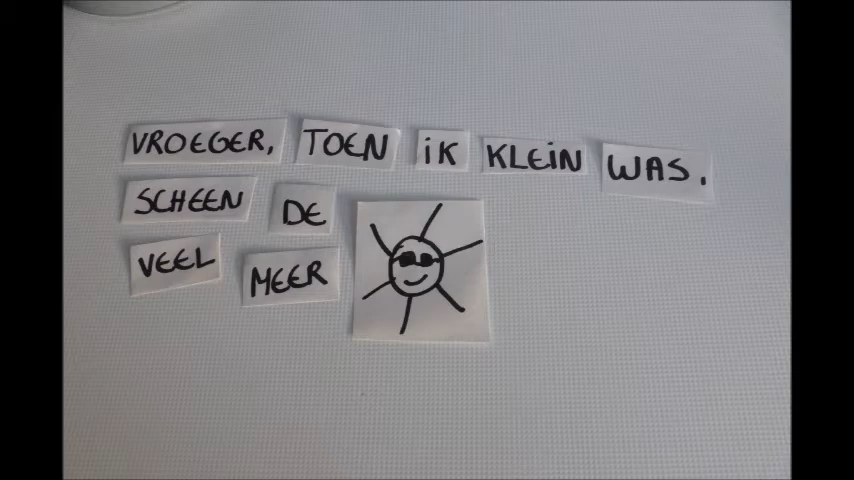 VROEGER, TOEN iK KLEiN WAS.
SCHEEN DE
VEEL MEER